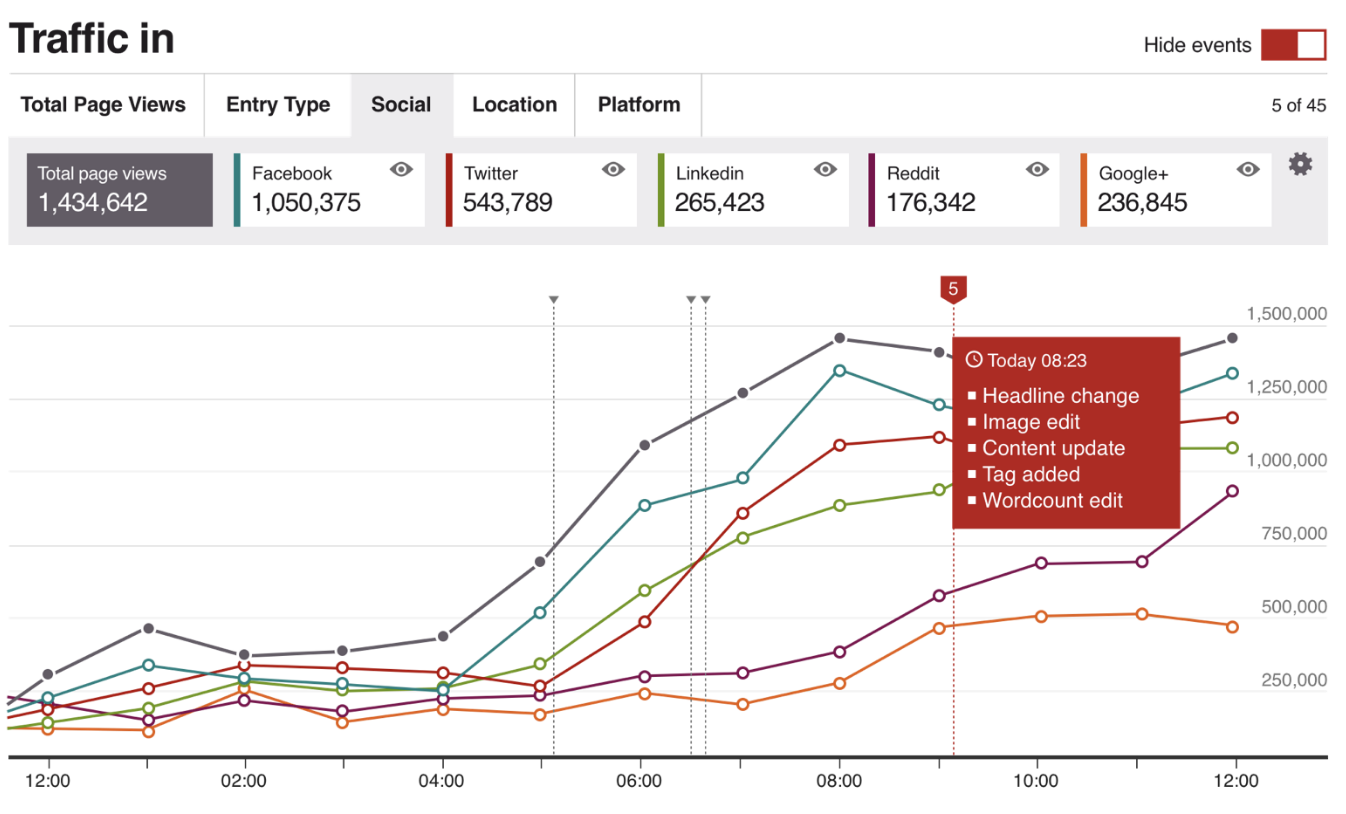 Traffic in
Hide events
Total Page Views
Entry Type
Social
Location
Platform
5 of 45
Total page views
1,434,642
Facebook
1,050,375
Twitter
543,789
Linkedin
265,423
Reddit
176,342
Google+
236,845
5
1,500,000
Today 08:23
Headline change
1,250,000
Image edit
Content update
1,000,000
Tag added
Wordcount edit
750,000
500,000
250,000
12:00
02:00
04:00
06:00
08:00
10:00
12:00